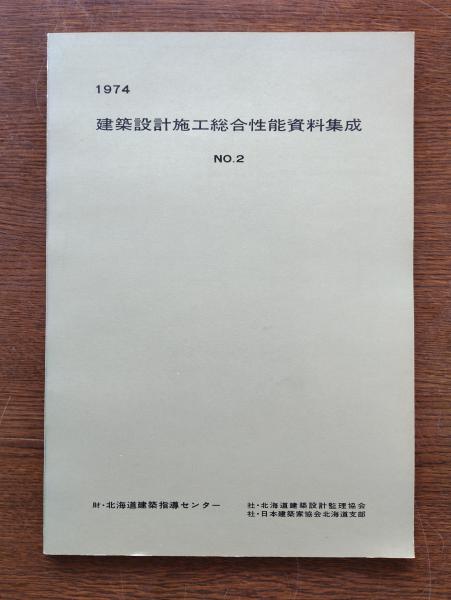 1974
建築設計施工総合性能資料集成
NO.2
財・北海道建築指導センター
社・北海道建築設計監理協会
社・日本建築家協会北海道支部